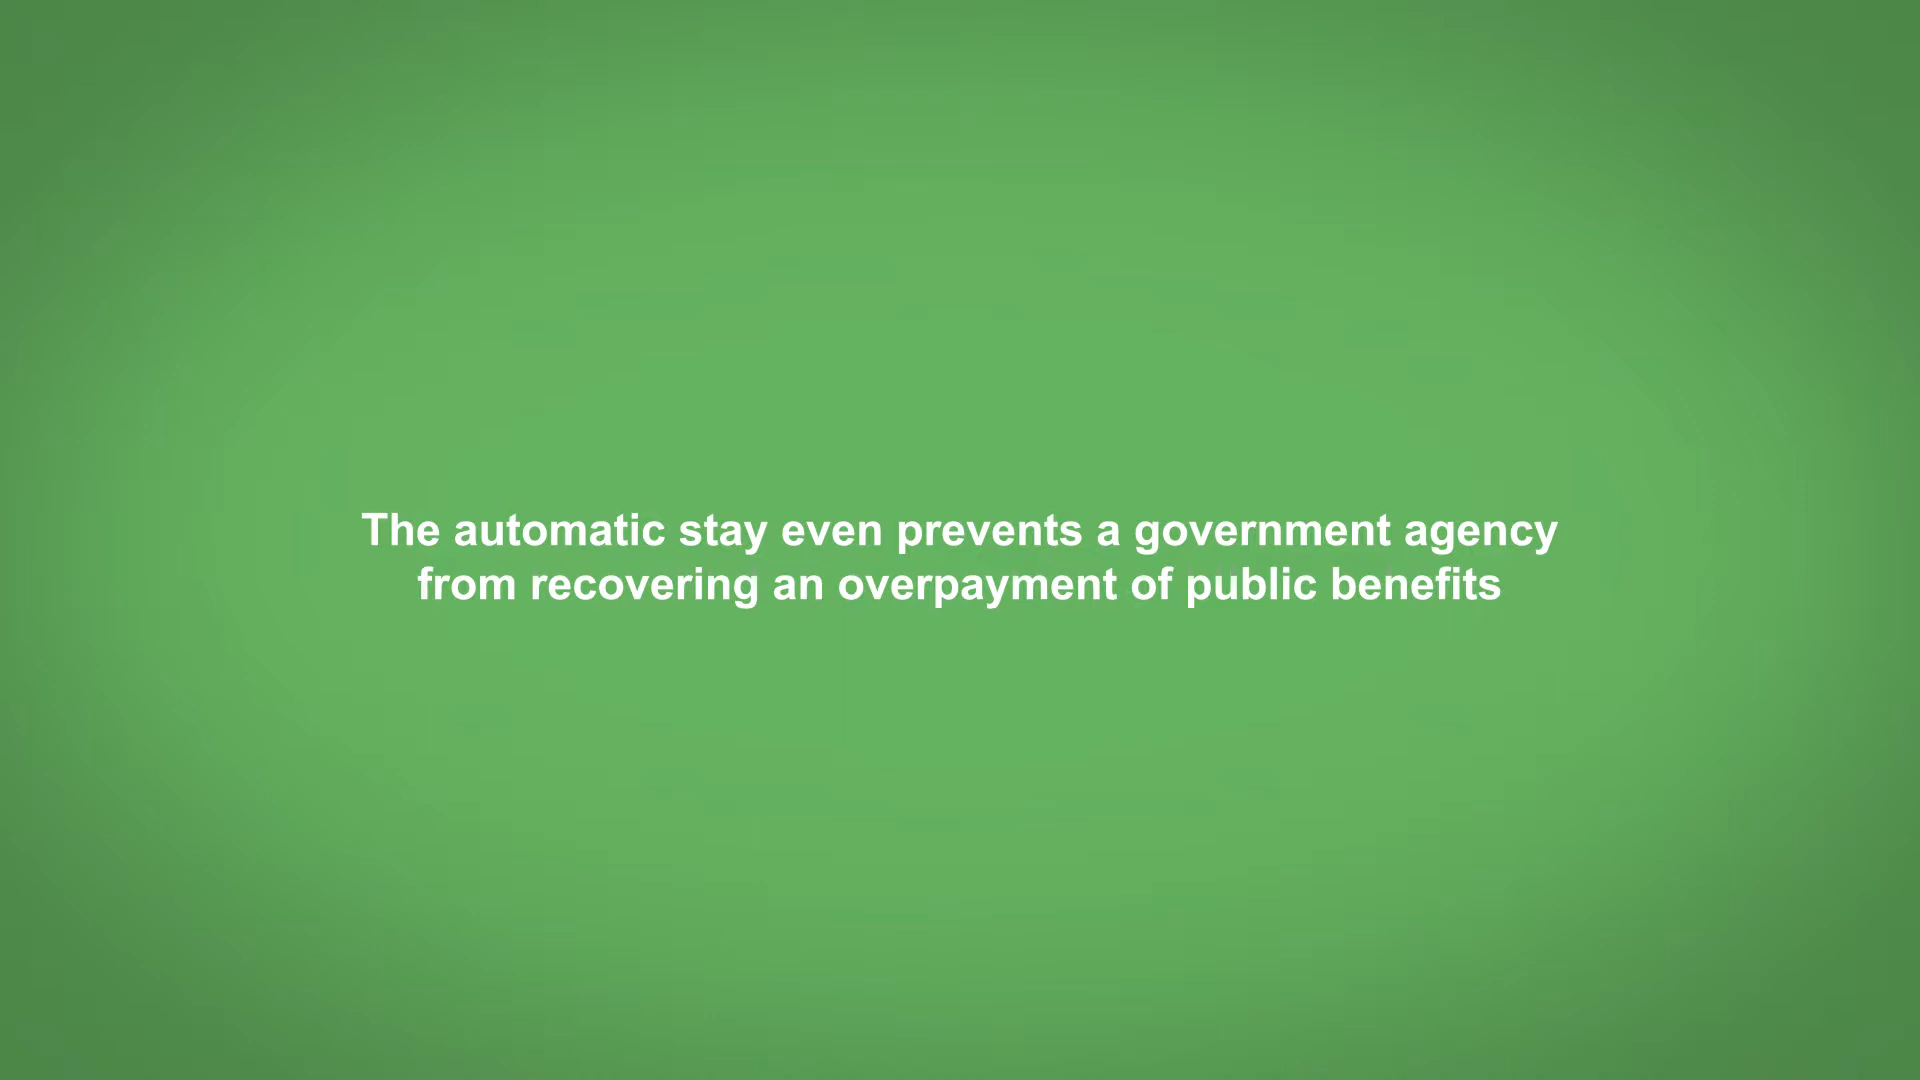 The automatic stay even prevents a government agency
from recovering an overpayment of public benefits